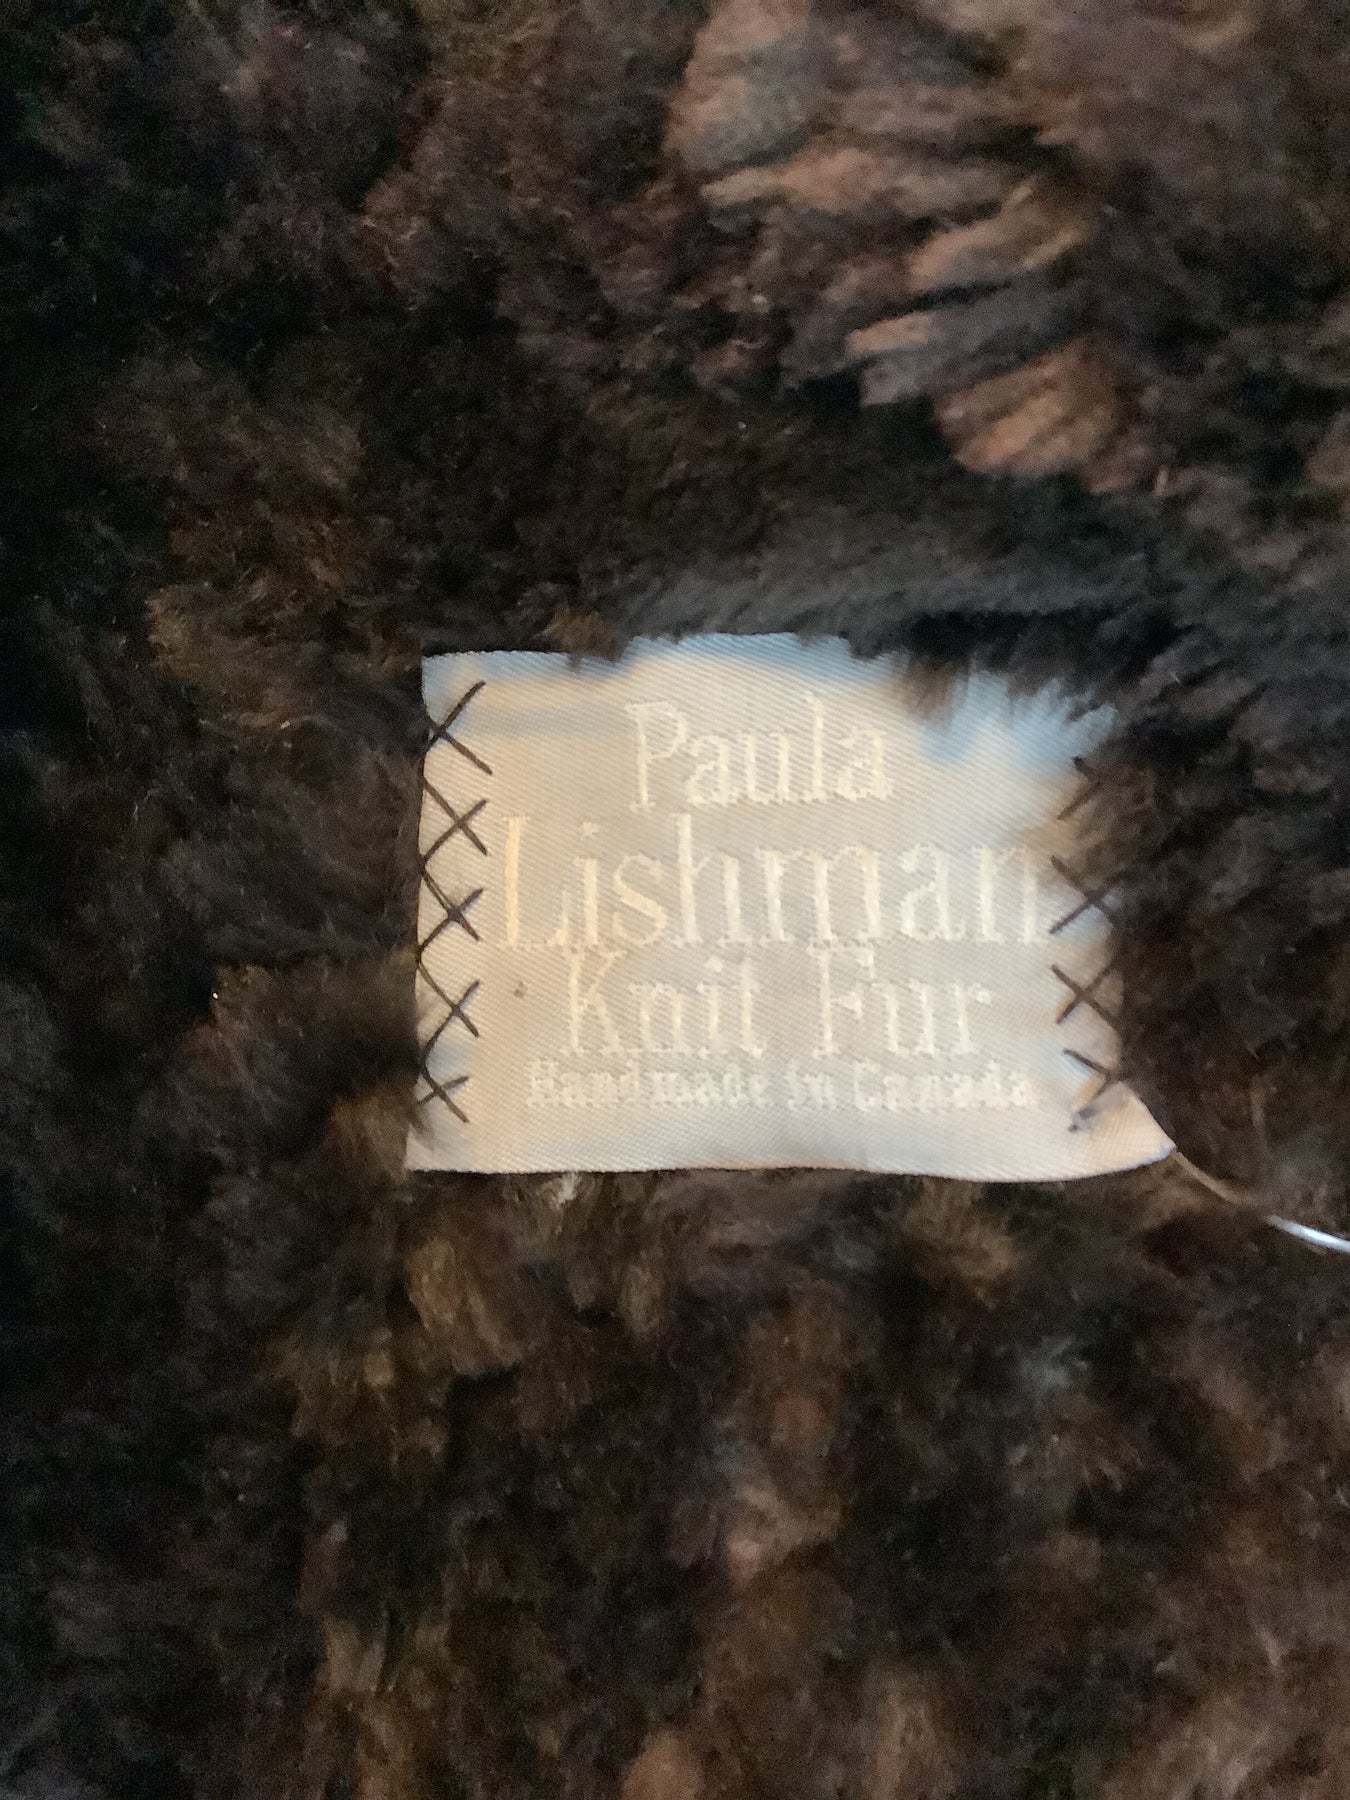 Paula
Lishman
Knit Fur
Handmade in Canada